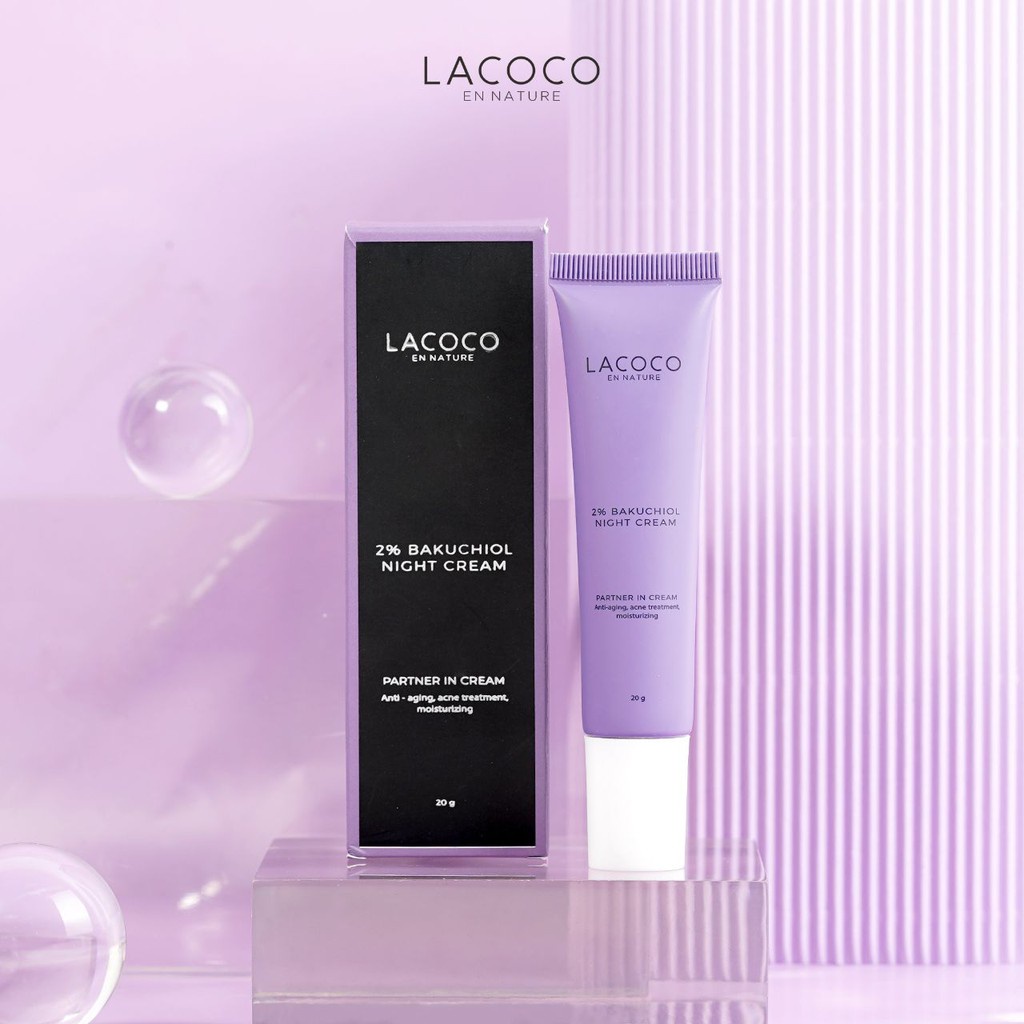 LACOCO
EN NATURE
LACOCO
EN NATURE
2% BAKUCHIOL
NIGHT CREAM
PARTNER IN CREAM
Anti - aging, acne treatment,
moisturizing
20 g
LACOCO
EN NATURE
2% BAKUCHIOL
NIGHT CREAM
PARTNER IN CREAM
Anti-aging, acne treatment,
moisturizing
20 g